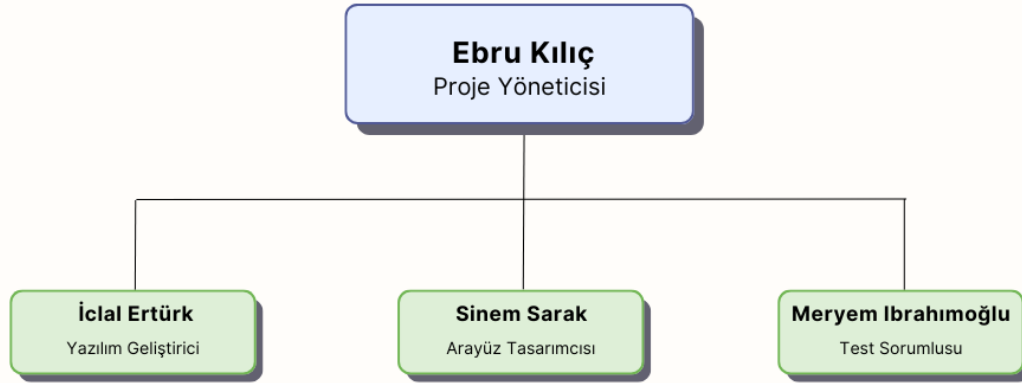 Ebru Kılıç
Proje Yöneticisi
İclal Ertürk
Yazılım Geliştirici
Sinem Sarak
Arayüz Tasarımcısı
Meryem Ibrahımoğlu
Test Sorumlusu